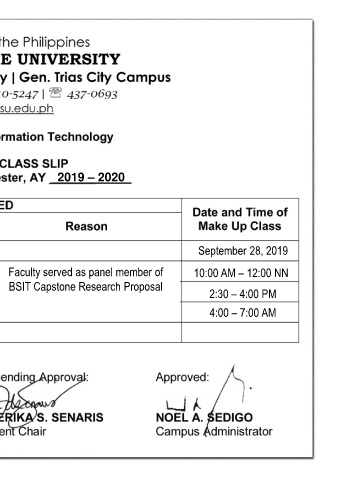 the Philippines
E UNIVERSITY
y | Gen. Trias City Campus
0-5247 | ☏ 437-0693
su.edu.ph
rmation Technology
CLASS SLIP
ester, AY 2019 – 2020
ED
Reason
Date and Time of
Make Up Class
September 28, 2019
Faculty served as panel member of
BSIT Capstone Research Proposal
10:00 AM – 12:00 NN
2:30 – 4:00 PM
4:00 – 7:00 AM
ending Approval:
Approved:
ERIKA S. SENARIS
NOEL A. SEDIGO
ent Chair
Campus Administrator